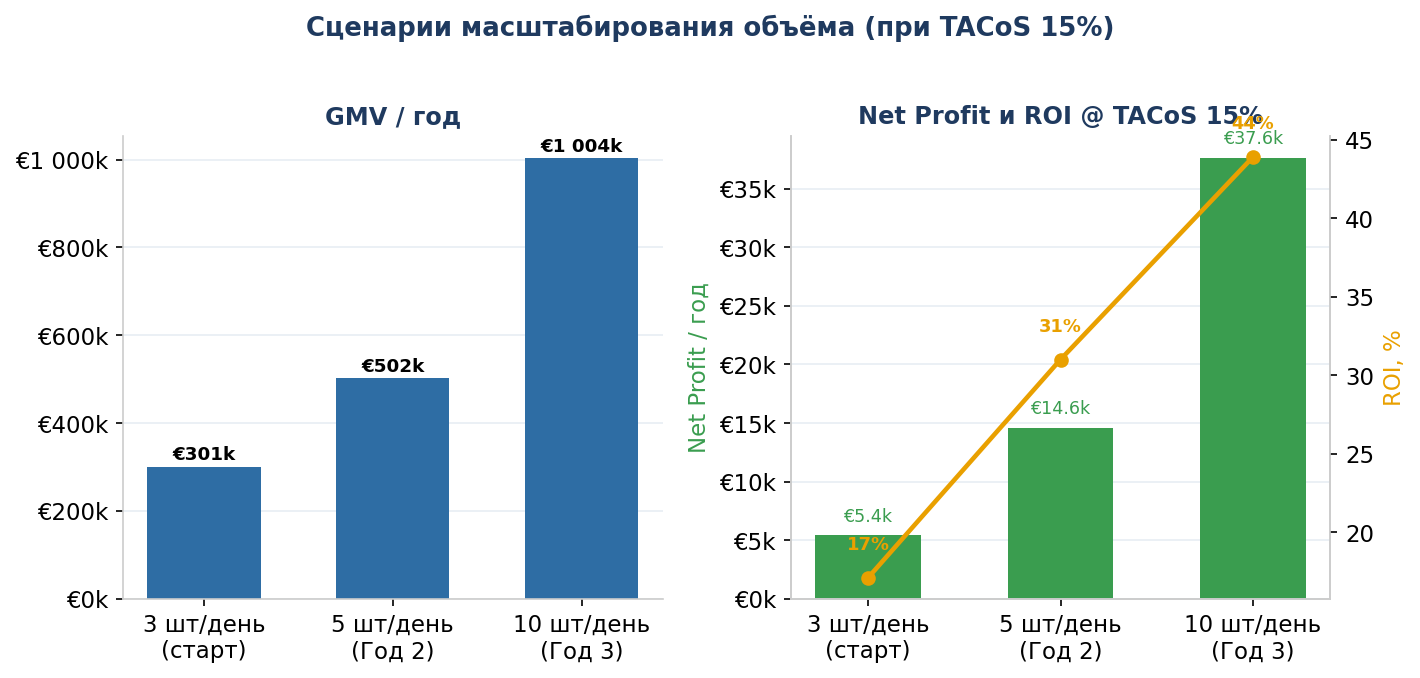 Сценарии масштабирования объёма (при TACoS 15%)
GMV / год
€1 000k
€800k
€600k
€400k
€200k
€0k
€301k
€502k
€1 004k
3 шт/день
(старт)
5 шт/день
(Год 2)
10 шт/день
(Год 3)
Net Profit и ROI @ TACoS 15%
Net Profit / год
€35k
€30k
€25k
€20k
€15k
€10k
€5k
€0k
€5.4k
17%
31%
€14.6k
44%
€37.6k
45
40
35
30
25
20
ROI, %
3 шт/день
(старт)
5 шт/день
(Год 2)
10 шт/день
(Год 3)